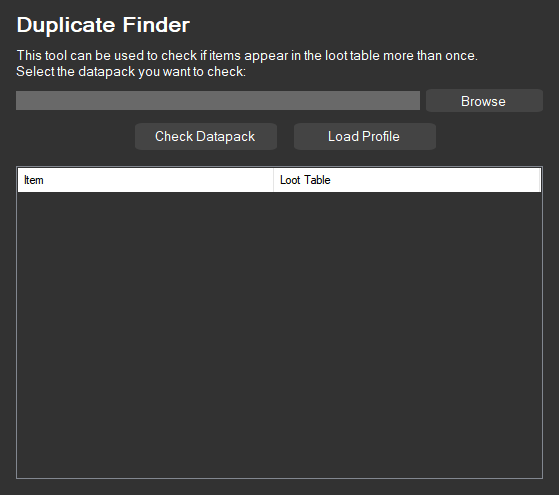 Duplicate Finder
This tool can be used to check if items appear in the loot table more than once.
Select the datapack you want to check:
Browse
Check Datapack Load Profile
Item Loot Table